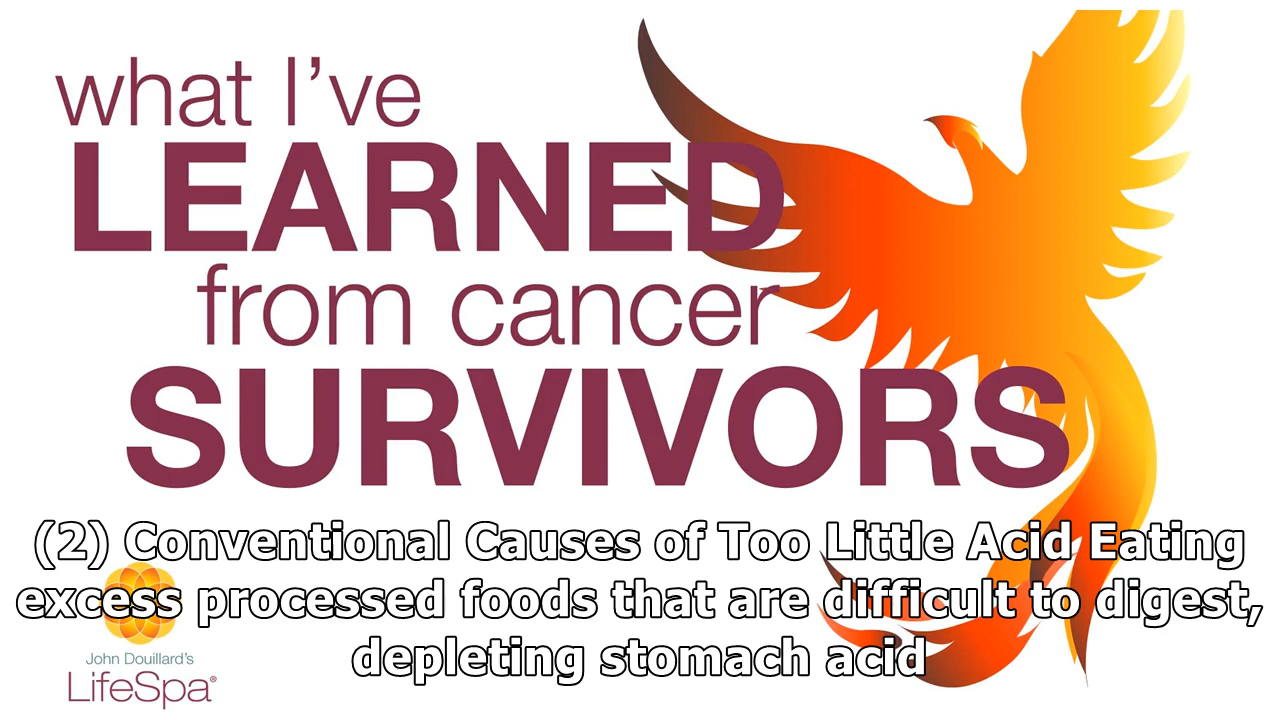 what I've
LEARNED
from cancer
SURVIVORS
(2) Conventional Causes of Too Little Acid Eating
excess processed foods that are difficult to digest,
depleting stomach acid
John Douillard's
LifeSpa®